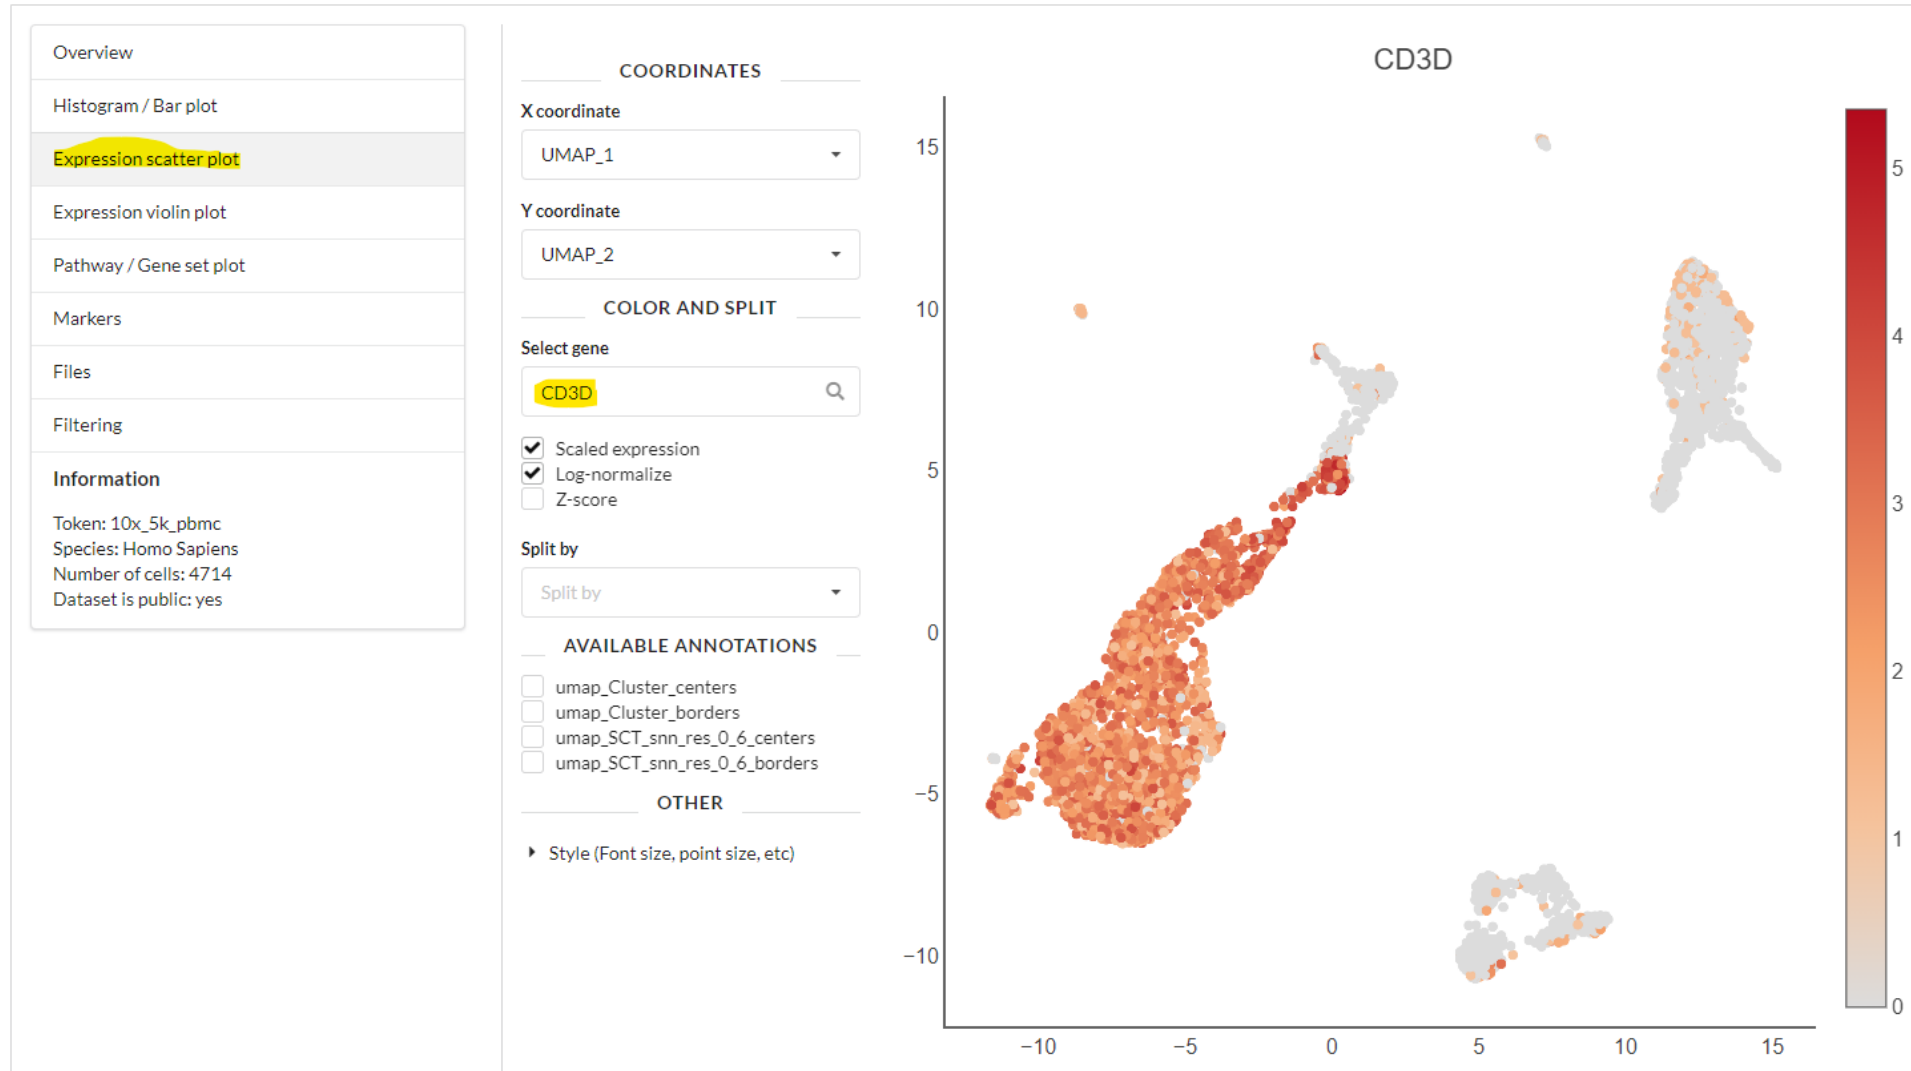 Overview
Histogram / Bar plot
Expression scatter plot
Expression violin plot
Pathway / Gene set plot
Markers
Files
Filtering
Information
Token: 10x_5k_pbmc
Species: Homo Sapiens
Number of cells: 4714
Dataset is public: yes
COORDINATES
X coordinate
UMAP_1
Y coordinate
UMAP_2
COLOR AND SPLIT
Select gene
CD3D
Scaled expression
Log-normalize
Z-score
Split by
Split by
AVAILABLE ANNOTATIONS
umap_Cluster_centers
umap_Cluster_borders
umap_SCT_snn_res_0_6_centers
umap_SCT_snn_res_0_6_borders
OTHER
Style (Font size, point size, etc)
CD3D
15
10
5
0
−5
−10
−10
−5
0
5
10
15
5
4
3
2
1
0